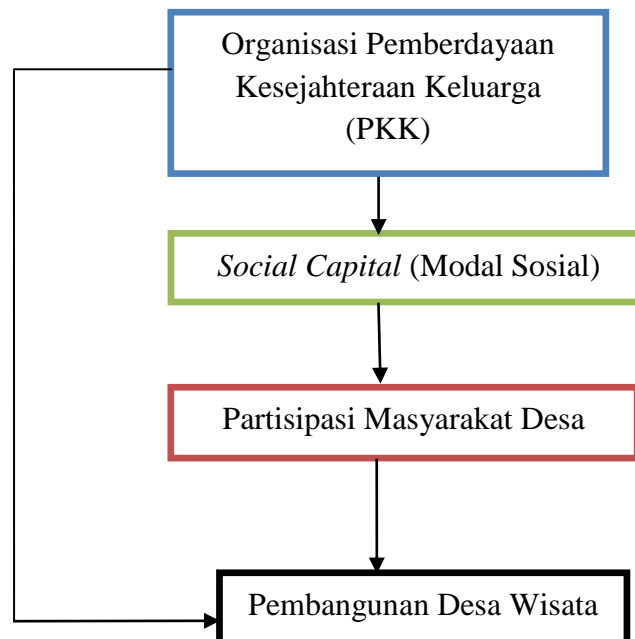 Organisasi Pemberdayaan
Kesejahteraan Keluarga
(PKK)
Social Capital (Modal Sosial)
Partisipasi Masyarakat Desa
Pembangunan Desa Wisata